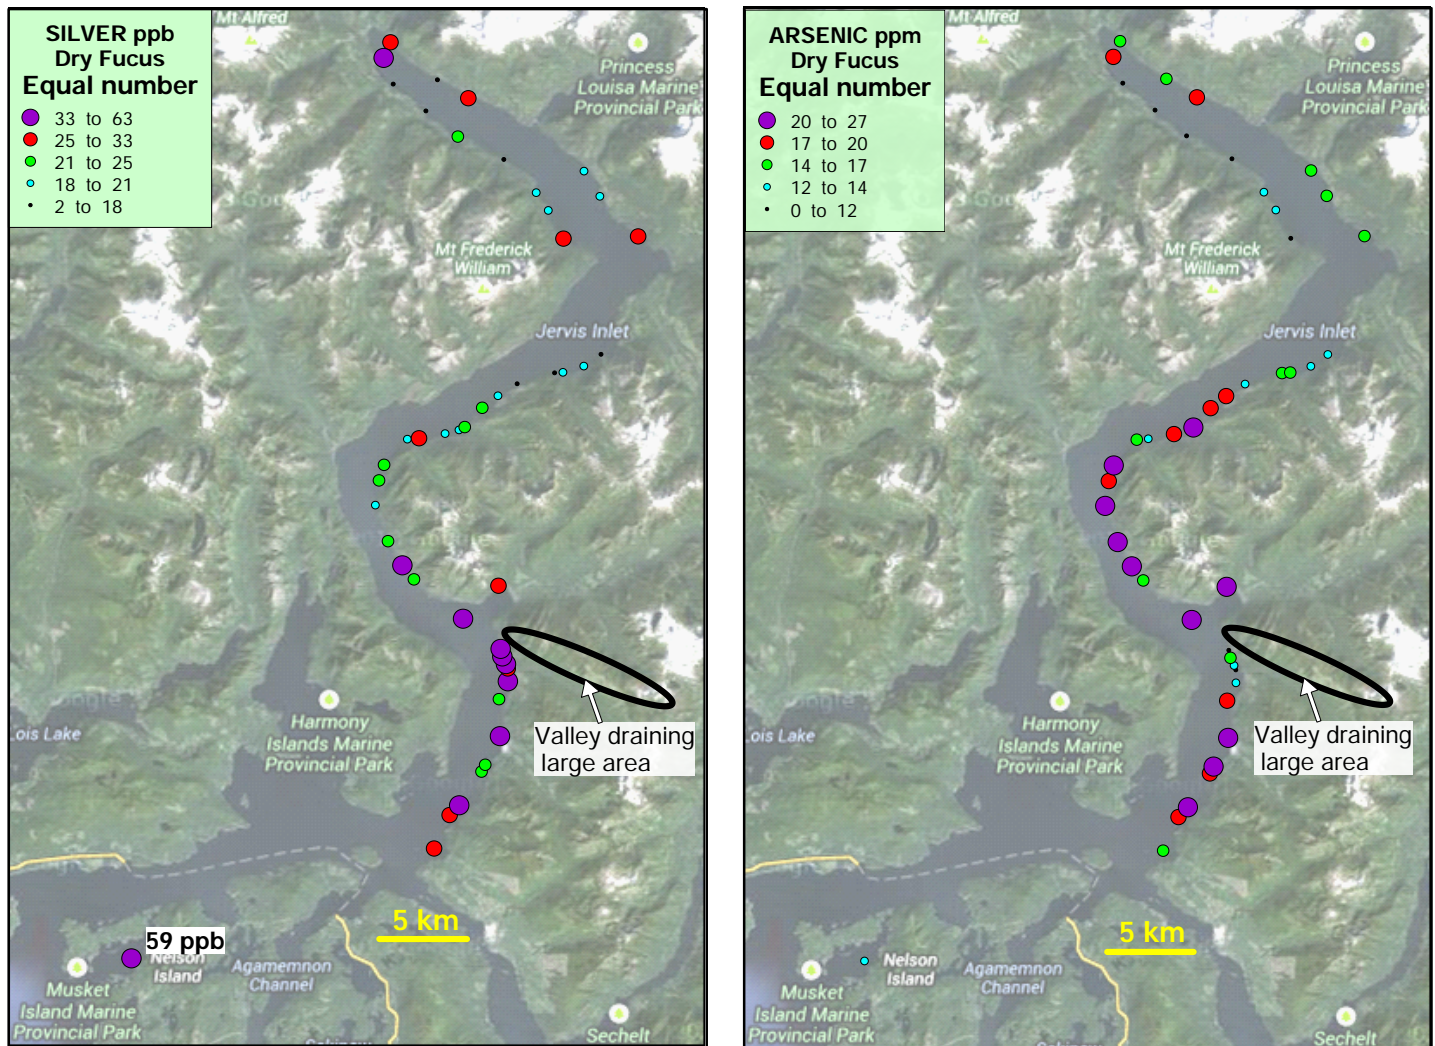 SILVER ppb
Dry Fucus
Equal number
33 to 63
25 to 33
21 to 25
18 to 21
2 to 18
Mt Alfred
Princess
Louisa Marine
Provincial Park
Mt Frederick
William
Jervis Inlet
Harmony
Islands Marine
Provincial Park
Lois Lake
Valley draining
large area
5 km
59 ppb
Nelson
Island
Agamemnon
Channel
Musket
Island Marine
Provincial Park
Sechelt
ARSENIC ppm
Dry Fucus
Equal number
20 to 27
17 to 20
14 to 17
12 to 14
0 to 12
Mt Alfred
Princess
Louisa Marine
Provincial Park
Mt Frederick
William
Jervis Inlet
Harmony
Islands Marine
Provincial Park
ois Lake
Valley draining
large area
5 km
Nelson
Island
Agamemnon
Channel
Musket
Island Marine
Provincial Park
Sechelt